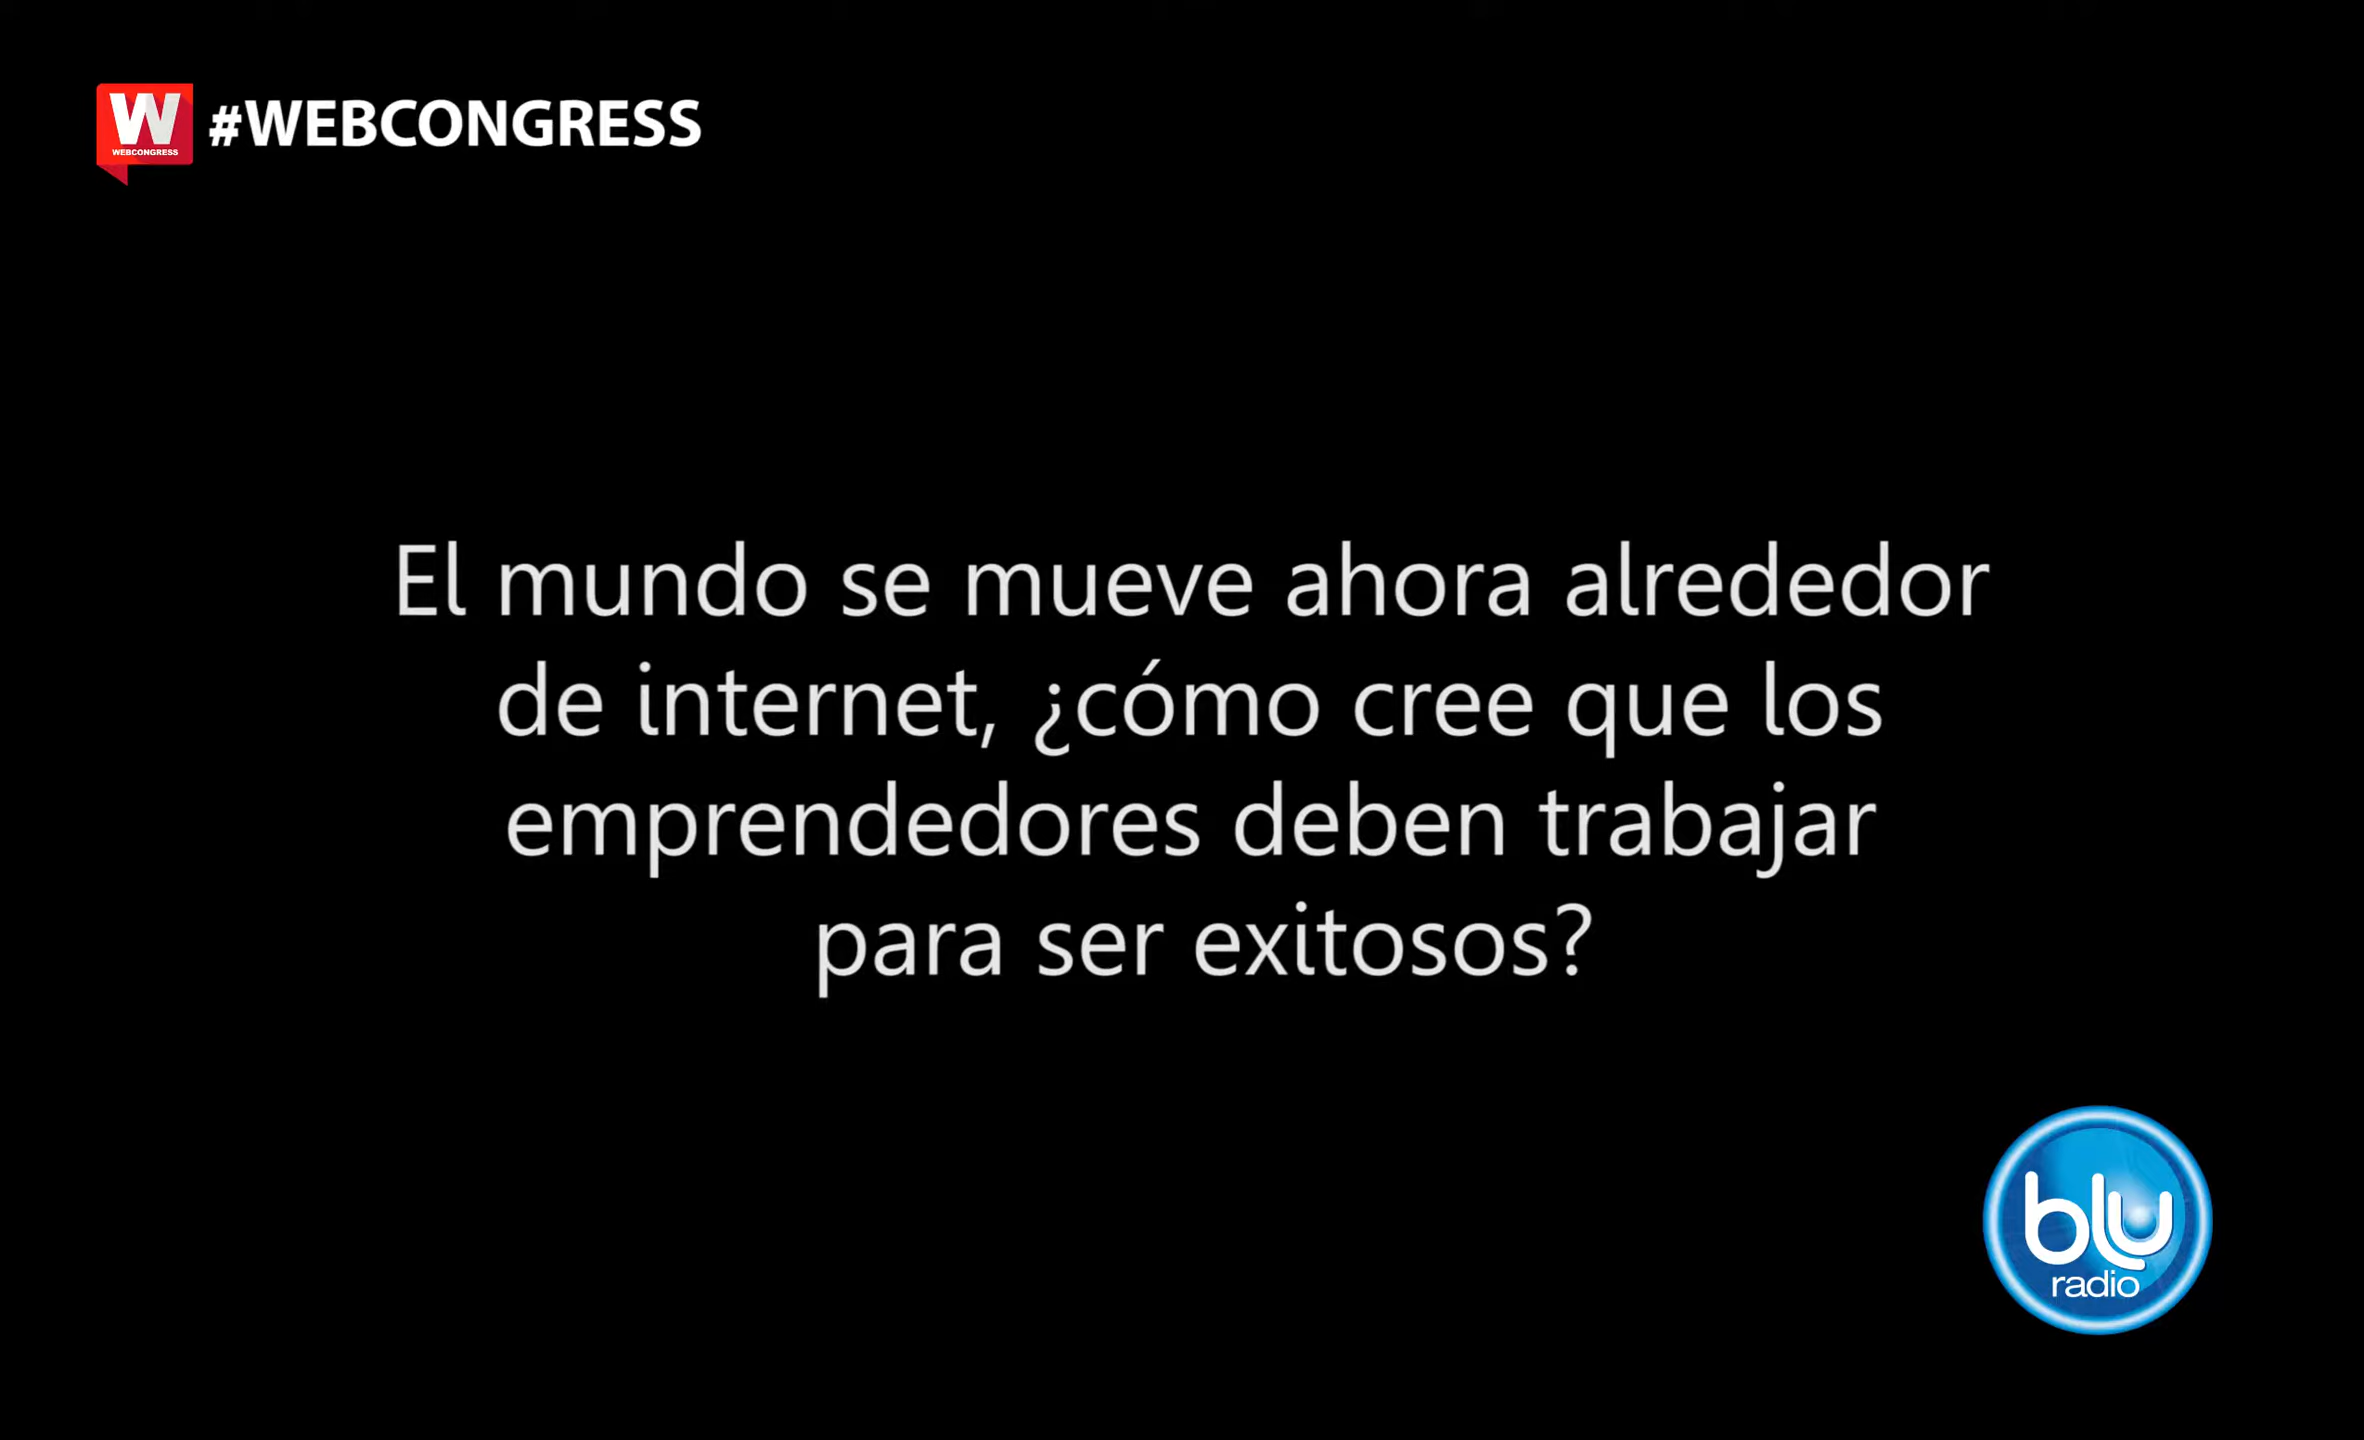 W
WEBCONGRESS
#WEBCONGRESS
El mundo se mueve ahora alrededor
de internet, ¿cómo cree que los
emprendedores deben trabajar
para ser exitosos?
blu
radio